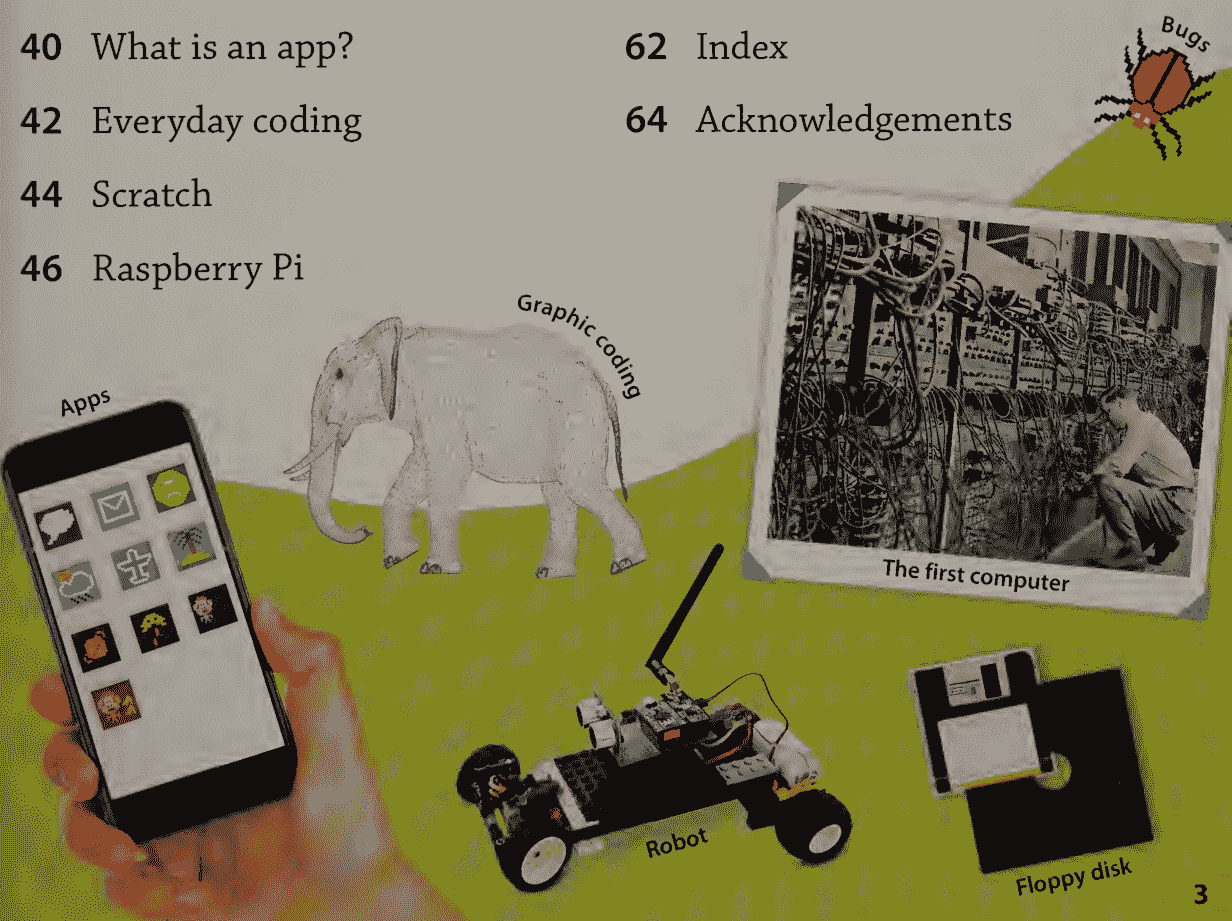 40 What is an app?
42 Everyday coding
44 Scratch
46 Raspberry Pi
62 Index
64 Acknowledgements
Bugs
Graphic coding
Apps
The first computer
Robot
Floppy disk
3